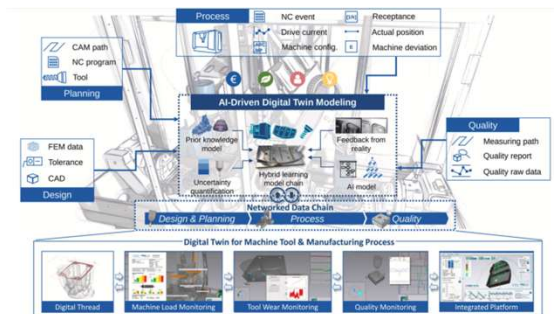 Process
NC event
Drive current
Machine config.
Receptance
Actual position
Machine deviation
CAM path
NC program
Tool
Planning
AI-Driven Digital Twin Modeling
Prior knowledge
model
Feedback from
reality
Hybrid learning
model chain
Uncertainty
quantification
AI model
FEM data
Tolerance
CAD
Design
Quality
Measuring path
Quality report
Quality raw data
Networked Data Chain
Design & Planning
Process
Quality
Digital Twin for Machine Tool & Manufacturing Process
Digital Thread
Machine Load Monitoring
Tool Wear Monitoring
Quality Monitoring
Integrated Platform